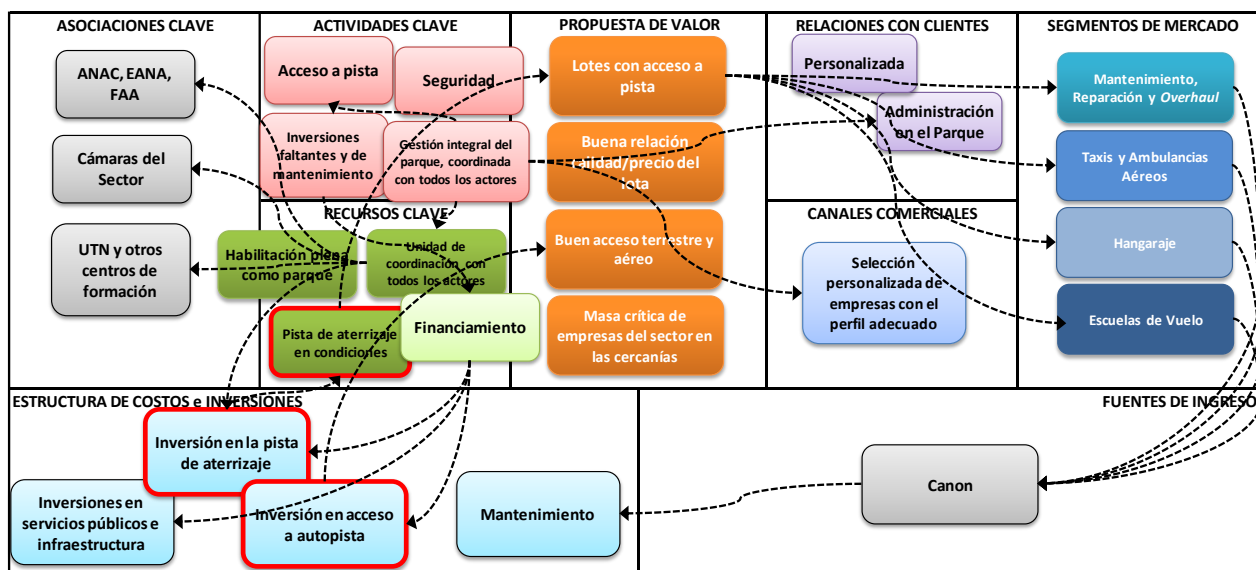 ASOCIACIONES CLAVE
ANAC, EANA,
FAA
Cámaras del
Sector
UTN y otros
centros de
formación
ACTIVIDADES CLAVE
Acceso a pista
Seguridad
Inversiones
faltantes y de
mantenimiento
Gestión integral del
parque, coordinada
con todos los actores
RECURSOS CLAVE
Habilitación plena
como parque
Unidad de
coordinación con
todos los actores
Pista de aterrizaje
en condiciones
Financiamiento
PROPUESTA DE VALOR
Lotes con acceso a
pista
Buena relación
calidad/precio del
lota
Buen acceso terrestre y
aéreo
Masa crítica de
empresas del sector en
las cercanías
RELACIONES CON CLIENTES
Personalizada
Administración
en el Parque
CANALES COMERCIALES
Selección
personalizada de
empresas con el
perfil adecuado
SEGMENTOS DE MERCADO
Mantenimiento,
Reparación y Overhaul
Taxis y Ambulancias
Aéreos
Hangaraje
Escuelas de Vuelo
ESTRUCTURA DE COSTOS e INVERSIONES
Inversión en la pista
de aterrizaje
Inversiones en
servicios públicos e
infraestructura
Inversión en acceso
a autopista
Mantenimiento
FUENTES DE INGRESO
Canon